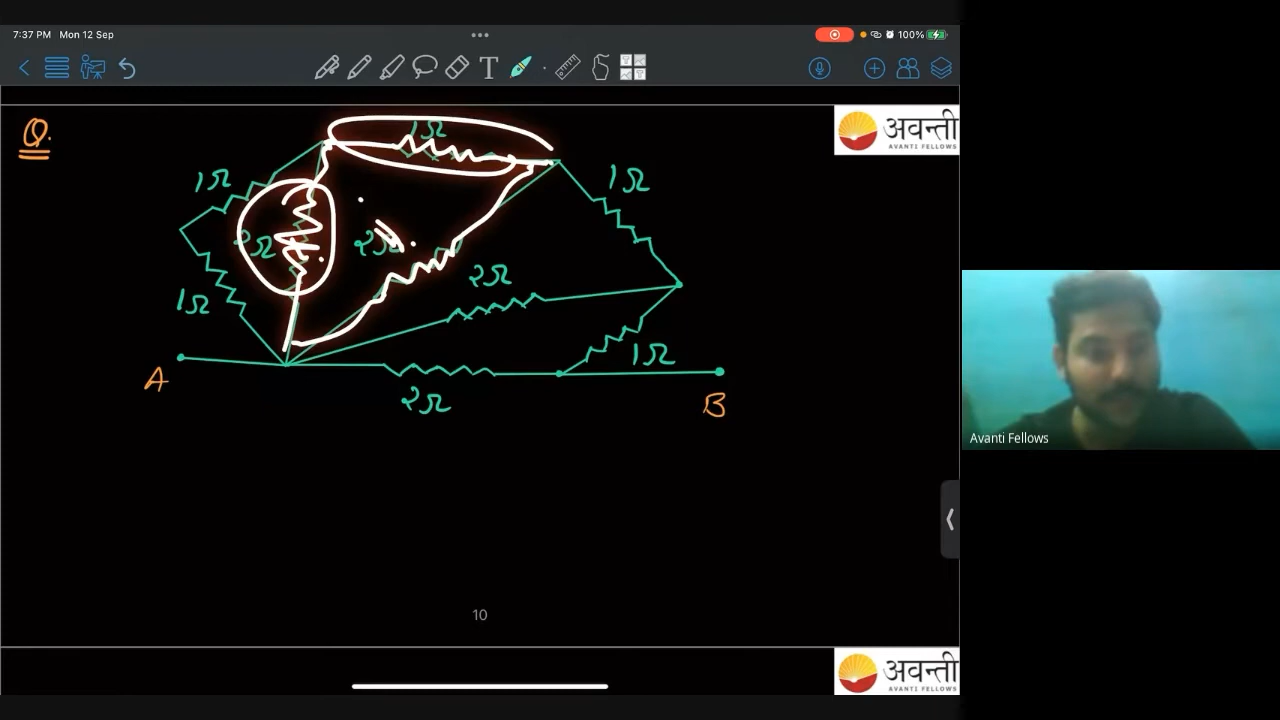 7:37 PM Mon 12 Sep
100%
T
Q.
अवन्ती
AVANTI FELLOWS
1Ω
1Ω
1Ω
2Ω
2Ω
2Ω
1Ω
1Ω
A
2Ω
B
Avanti Fellows
10
अवन्ती
AVANTI FELLOWS